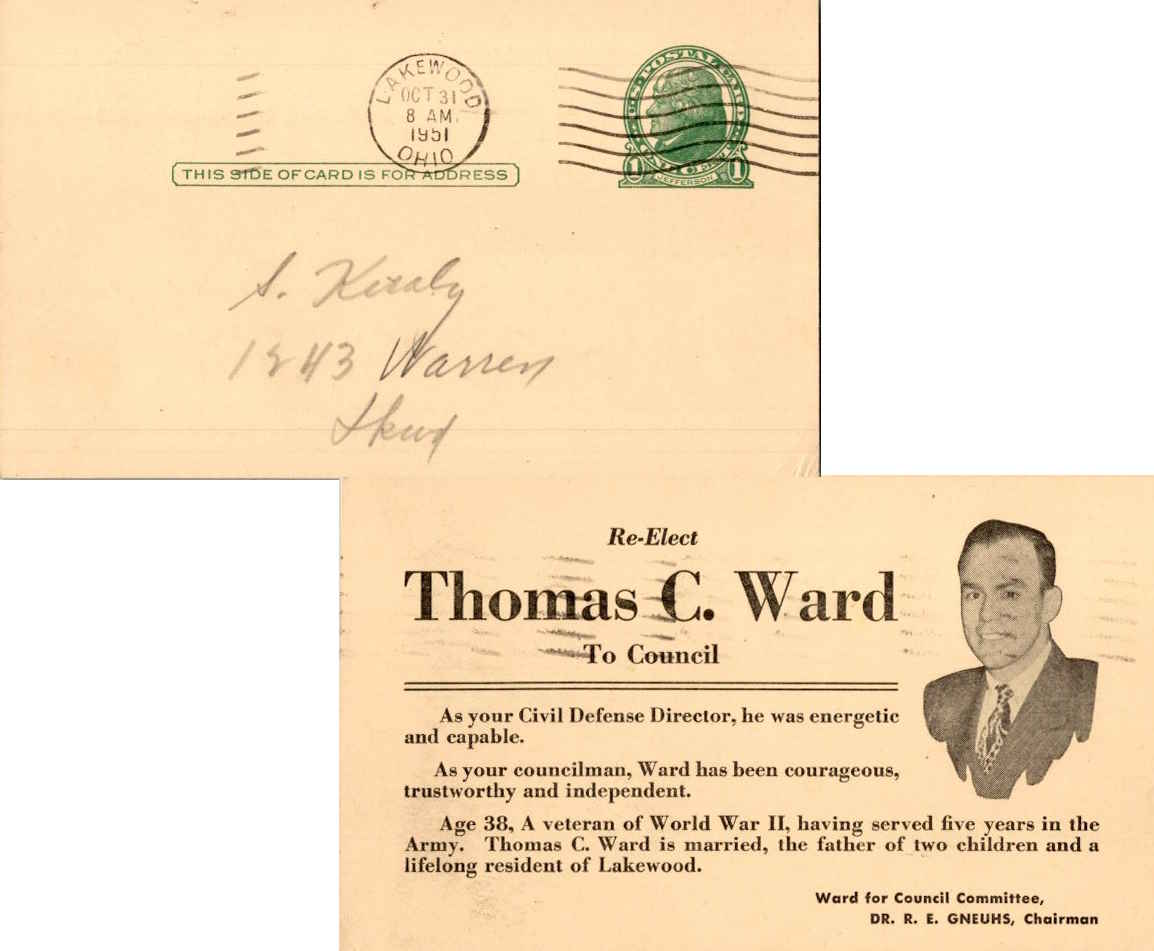 LAKEWOOD
OCT 31
8 AM
1951
OHIO
U.S. POSTAL CARD
1 JEFFERSON 1
THIS SIDE OF CARD IS FOR ADDRESS
S. Kiraly
1843 Warren
Lkwd
Re-Elect
Thomas C. Ward
To Council
As your Civil Defense Director, he was energetic
and capable.
As your councilman, Ward has been courageous,
trustworthy and independent.
Age 38, A veteran of World War II, having served five years in the
Army. Thomas C. Ward is married, the father of two children and a
lifelong resident of Lakewood.
Ward for Council Committee,
DR. R. E. GNEUHS, Chairman